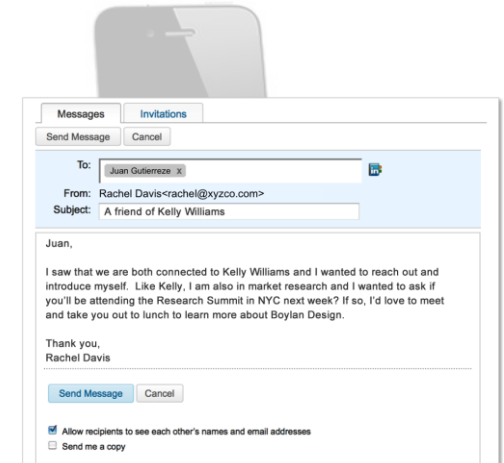 Messages Invitations
Send Message Cancel
To: Juan Gutierreze x
in
From: Rachel Davis<rachel@xyzco.com>
Subject: A friend of Kelly Williams
Juan,
I saw that we are both connected to Kelly Williams and I wanted to reach out and
introduce myself. Like Kelly, I am also in market research and I wanted to ask if
you'll be attending the Research Summit in NYC next week? If so, I'd love to meet
and take you out to lunch to learn more about Boylan Design.
Thank you,
Rachel Davis
Send Message Cancel
Allow recipients to see each other's names and email addresses
Send me a copy